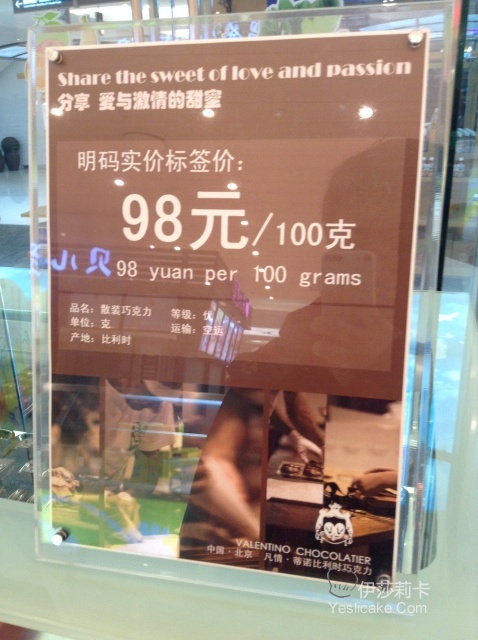 Share the sweet of love and passion
分享 爱与激情的甜蜜
明码实价标签价:
98元/100克
小贝
98 yuan per 100 grams
品名: 散装巧克力 等级: 优
单位: 克 运输: 空运
产地: 比利时
VALENTINO CHOCOLATIER
中国·北京 凡情·蒂诺比利时巧克力
伊莎莉卡
Yeslicake.Com